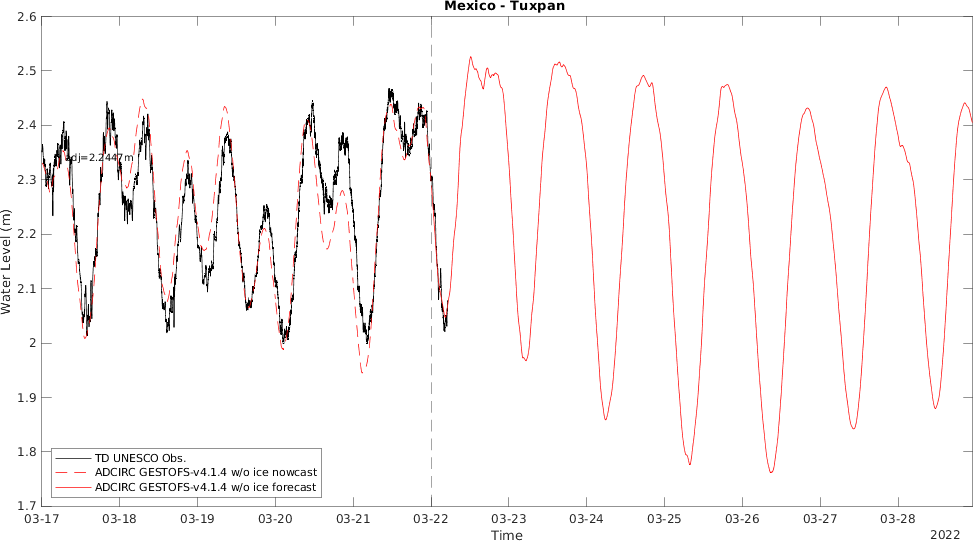 Mexico - Tuxpan
Water Level (m)
2.6
2.5
2.4
2.3
2.2
2.1
2
1.9
1.8
1.7
adj=2.2447m
TD UNESCO Obs.
ADCIRC GESTOFS-v4.1.4 w/o ice nowcast
ADCIRC GESTOFS-v4.1.4 w/o ice forecast
03-17 03-18 03-19 03-20 03-21 03-22 03-23 03-24 03-25 03-26 03-27 03-28
Time
2022